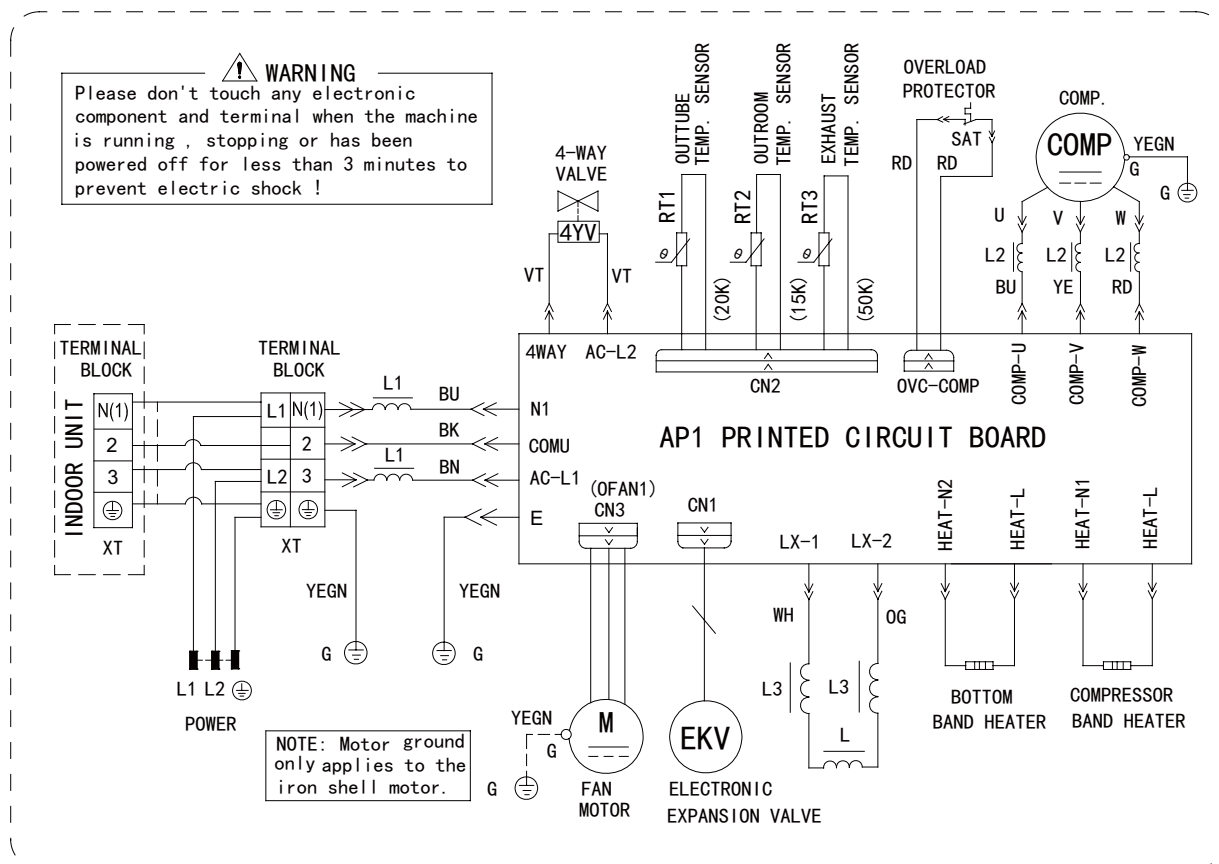 WARNING
Please don't touch any electronic
component and terminal when the machine
is running , stopping or has been
powered off for less than 3 minutes to
prevent electric shock !
4-WAY
VALVE
4YV
VT
VT
OUTTUBE
TEMP. SENSOR
OUTROOM
TEMP. SENSOR
EXHAUST
TEMP. SENSOR
RT1
RT2
RT3
θ
θ
θ
(20K)
(15K)
(50K)
OVERLOAD
PROTECTOR
SAT
RD
RD
COMP.
COMP
YEGN
G
G
U
V
W
L2
L2
L2
BU
YE
RD
4WAY
AC-L2
CN2
OVC-COMP
COMP-U
COMP-V
COMP-W
INDOOR UNIT
TERMINAL
BLOCK
N(1)
2
3
XT
TERMINAL
BLOCK
L1
N(1)
2
L2
3
XT
L1
BU
N1
BK
COMU
L1
BN
AC-L1
E
AP1 PRINTED CIRCUIT BOARD
(OFAN1)
CN3
CN1
LX-1
LX-2
HEAT-N2
HEAT-L
HEAT-N1
HEAT-L
YEGN
YEGN
G
G
L1 L2
POWER
WH
OG
L3
L3
L
BOTTOM
BAND HEATER
COMPRESSOR
BAND HEATER
NOTE: Motor ground
only applies to the
iron shell motor.
YEGN
G
G
M
FAN
MOTOR
EKV
ELECTRONIC
EXPANSION VALVE